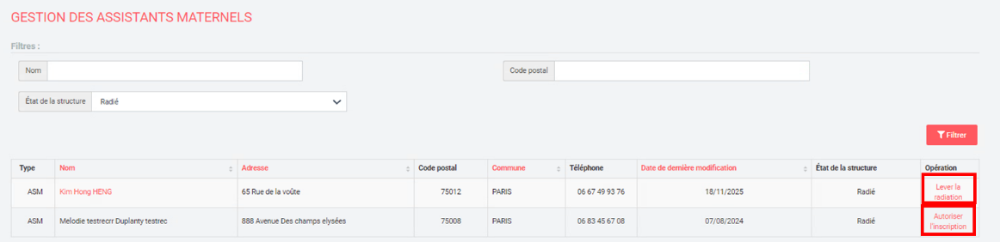 GESTION DES ASSISTANTS MATERNELS
Filtres :
Nom
Code postal
État de la structure Radié
Filtrer
Type Nom Adresse Code postal Commune Téléphone Date de dernière modification État de la structure Opération
ASM Kim Hong HENG 65 Rue de la voûte 75012 PARIS 06 67 49 93 76 18/11/2025 Radié Lever la
radiation
ASM Melodie testrecrr Duplanty testrec 888 Avenue Des champs elysées 75008 PARIS 06 83 45 67 08 07/08/2024 Radié Autoriser
l'inscription